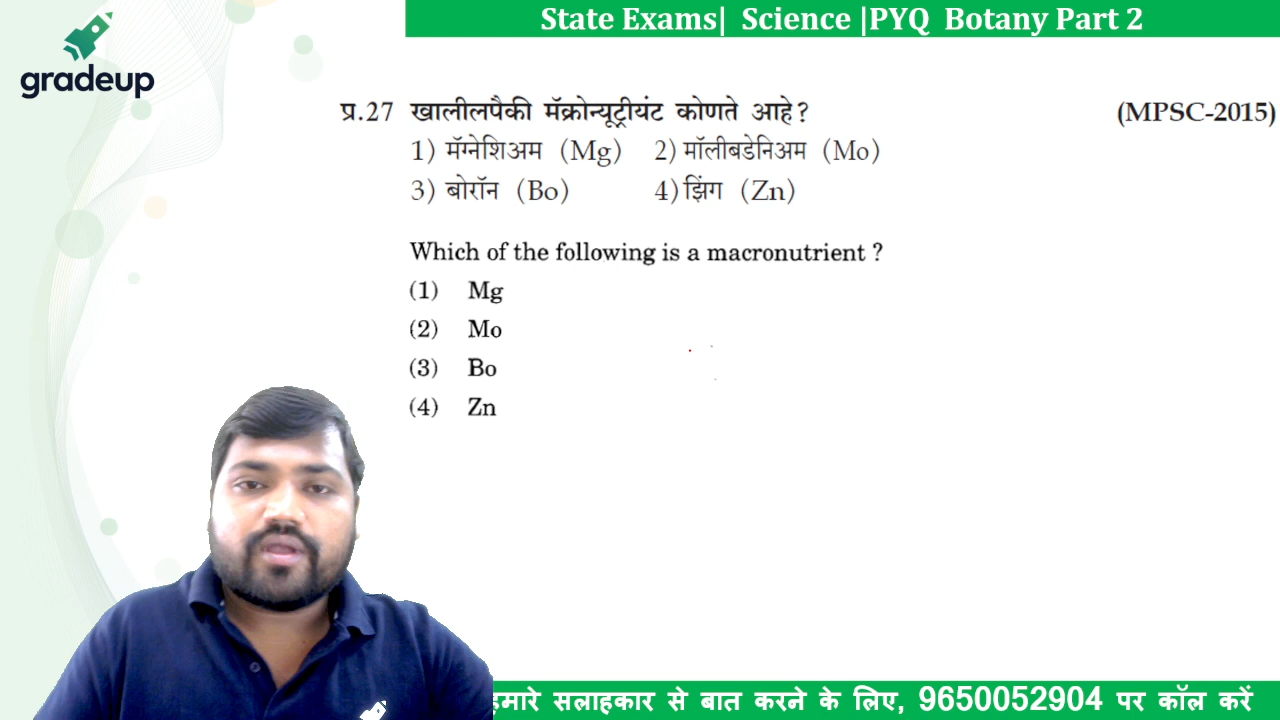 State Exams| Science |PYQ Botany Part 2
gradeup
प्र.27 खालीलपैकी मॅक्रोन्यूट्रीयंट कोणते आहे? (MPSC-2015)
1) मॅग्नेशिअम (Mg) 2) मॉलीबडेनिअम (Mo)
3) बोरॉन (Bo) 4) झिंग (Zn)
Which of the following is a macronutrient ?
(1) Mg
(2) Mo
(3) Bo
(4) Zn
हमारे सलाहकार से बात करने के लिए, 9650052904 पर कॉल करें